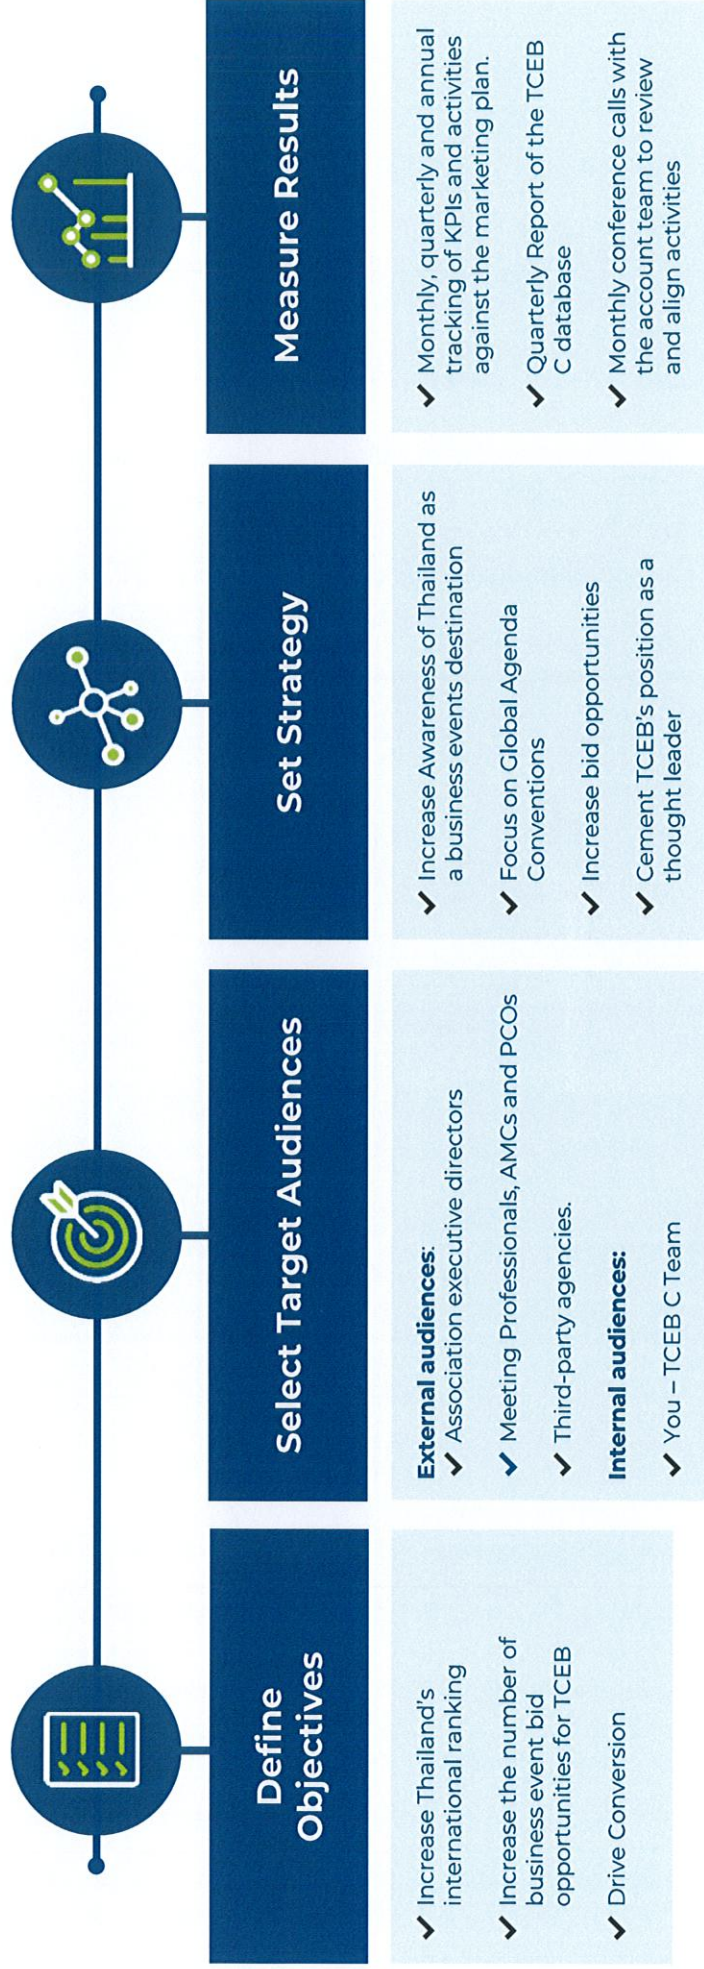 Define
Objectives
✓ Increase Thailand's
international ranking
✓ Increase the number of
business event bid
opportunities for TCEB
✓ Drive Conversion
Select Target Audiences
External audiences:
✓ Association executive directors
✓ Meeting Professionals, AMCs and PCOs
✓ Third-party agencies.
Internal audiences:
✓ You – TCEB C Team
Set Strategy
✓ Increase Awareness of Thailand as
a business events destination
✓ Focus on Global Agenda
Conventions
✓ Increase bid opportunities
✓ Cement TCEB's position as a
thought leader
Measure Results
✓ Monthly, quarterly and annual
tracking of KPIs and activities
against the marketing plan.
✓ Quarterly Report of the TCEB
C database
✓ Monthly conference calls with
the account team to review
and align activities